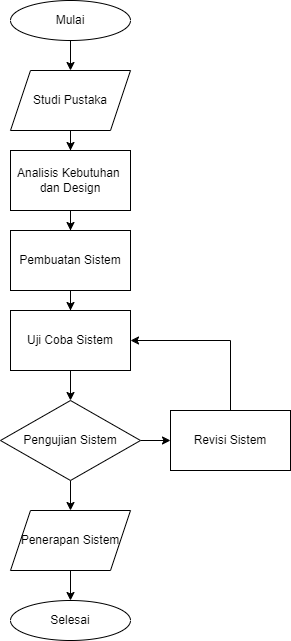 Mulai
Studi Pustaka
Analisis Kebutuhan
dan Design
Pembuatan Sistem
Uji Coba Sistem
Pengujian Sistem
Revisi Sistem
Penerapan Sistem
Selesai